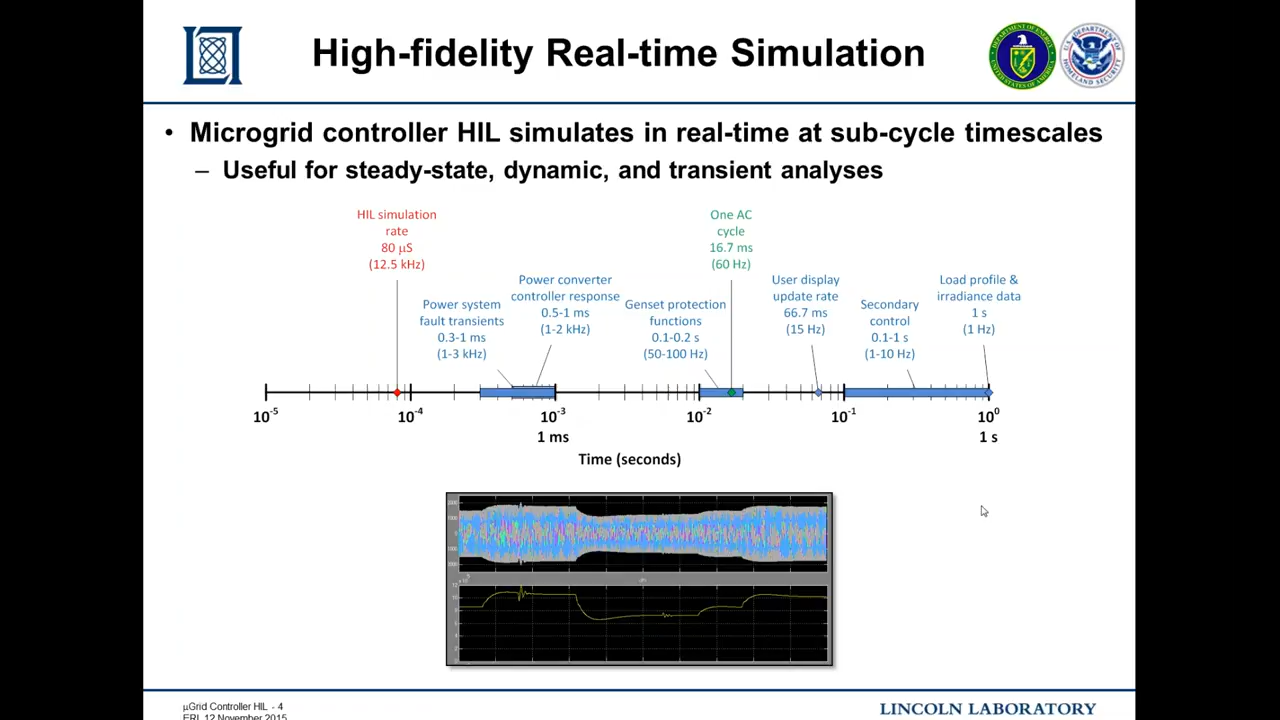 High-fidelity Real-time Simulation
• Microgrid controller HIL simulates in real-time at sub-cycle timescales
– Useful for steady-state, dynamic, and transient analyses
HIL simulation
rate
80 µS
(12.5 kHz)
Power system
fault transients
0.3-1 ms
(1-3 kHz)
Power converter
controller response
0.5-1 ms
(1-2 kHz)
Genset protection
functions
0.1-0.2 s
(50-100 Hz)
One AC
cycle
16.7 ms
(60 Hz)
User display
update rate
66.7 ms
(15 Hz)
Secondary
control
0.1-1 s
(1-10 Hz)
Load profile &
irradiance data
1 s
(1 Hz)
10⁻⁵
10⁻⁴
10⁻³
10⁻²
10⁻¹
10⁰
1 ms
1 s
Time (seconds)
µGrid Controller HIL - 4
ERL 12 November 2015
LINCOLN LABORATORY